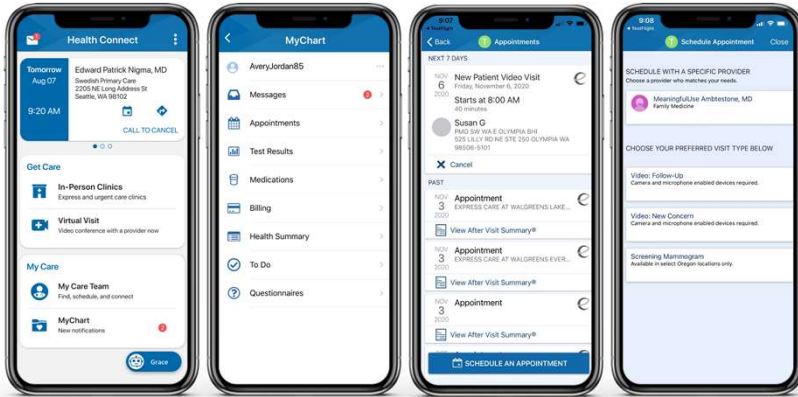 Health Connect
Tomorrow
Aug 07
9:20 AM
Edward Patrick Nigma, MD
Swedish Primary Care
2205 NE Long Address St
Seattle, WA 98102
CALL TO CANCEL
Get Care
In-Person Clinics
Express and urgent care clinics
Virtual Visit
Video conference with a provider now
My Care
My Care Team
Find, schedule, and connect
MyChart
New notifications
2
Grace
MyChart
AveryJordan85
Messages
2
Appointments
Test Results
Medications
Billing
Health Summary
To Do
Questionnaires
9:07
TestFlight
Back
T
Appointments
NEXT 7 DAYS
NOV
6
2020
New Patient Video Visit
Friday, November 6, 2020
Starts at 8:00 AM
40 minutes
Susan G
PMG SW WA E OLYMPIA BHI
525 LILLY RD NE STE 250 OLYMPIA WA
98506-5101
Cancel
PAST
NOV
3
2020
Appointment
EXPRESS CARE AT WALGREENS LAKE...
View After Visit Summary®
NOV
3
2020
Appointment
EXPRESS CARE AT WALGREENS EVER...
View After Visit Summary®
NOV
3
2020
Appointment
View After Visit Summary®
SCHEDULE AN APPOINTMENT
9:08
TestFlight
T
Schedule Appointment
Close
SCHEDULE WITH A SPECIFIC PROVIDER
Choose a provider who matches your needs.
MeaningfulUse Ambtestone, MD
Family Medicine
CHOOSE YOUR PREFERRED VISIT TYPE BELOW
Video: Follow-Up
Camera and microphone enabled devices required.
Video: New Concern
Camera and microphone enabled devices required.
Screening Mammogram
Available in select Oregon locations only.